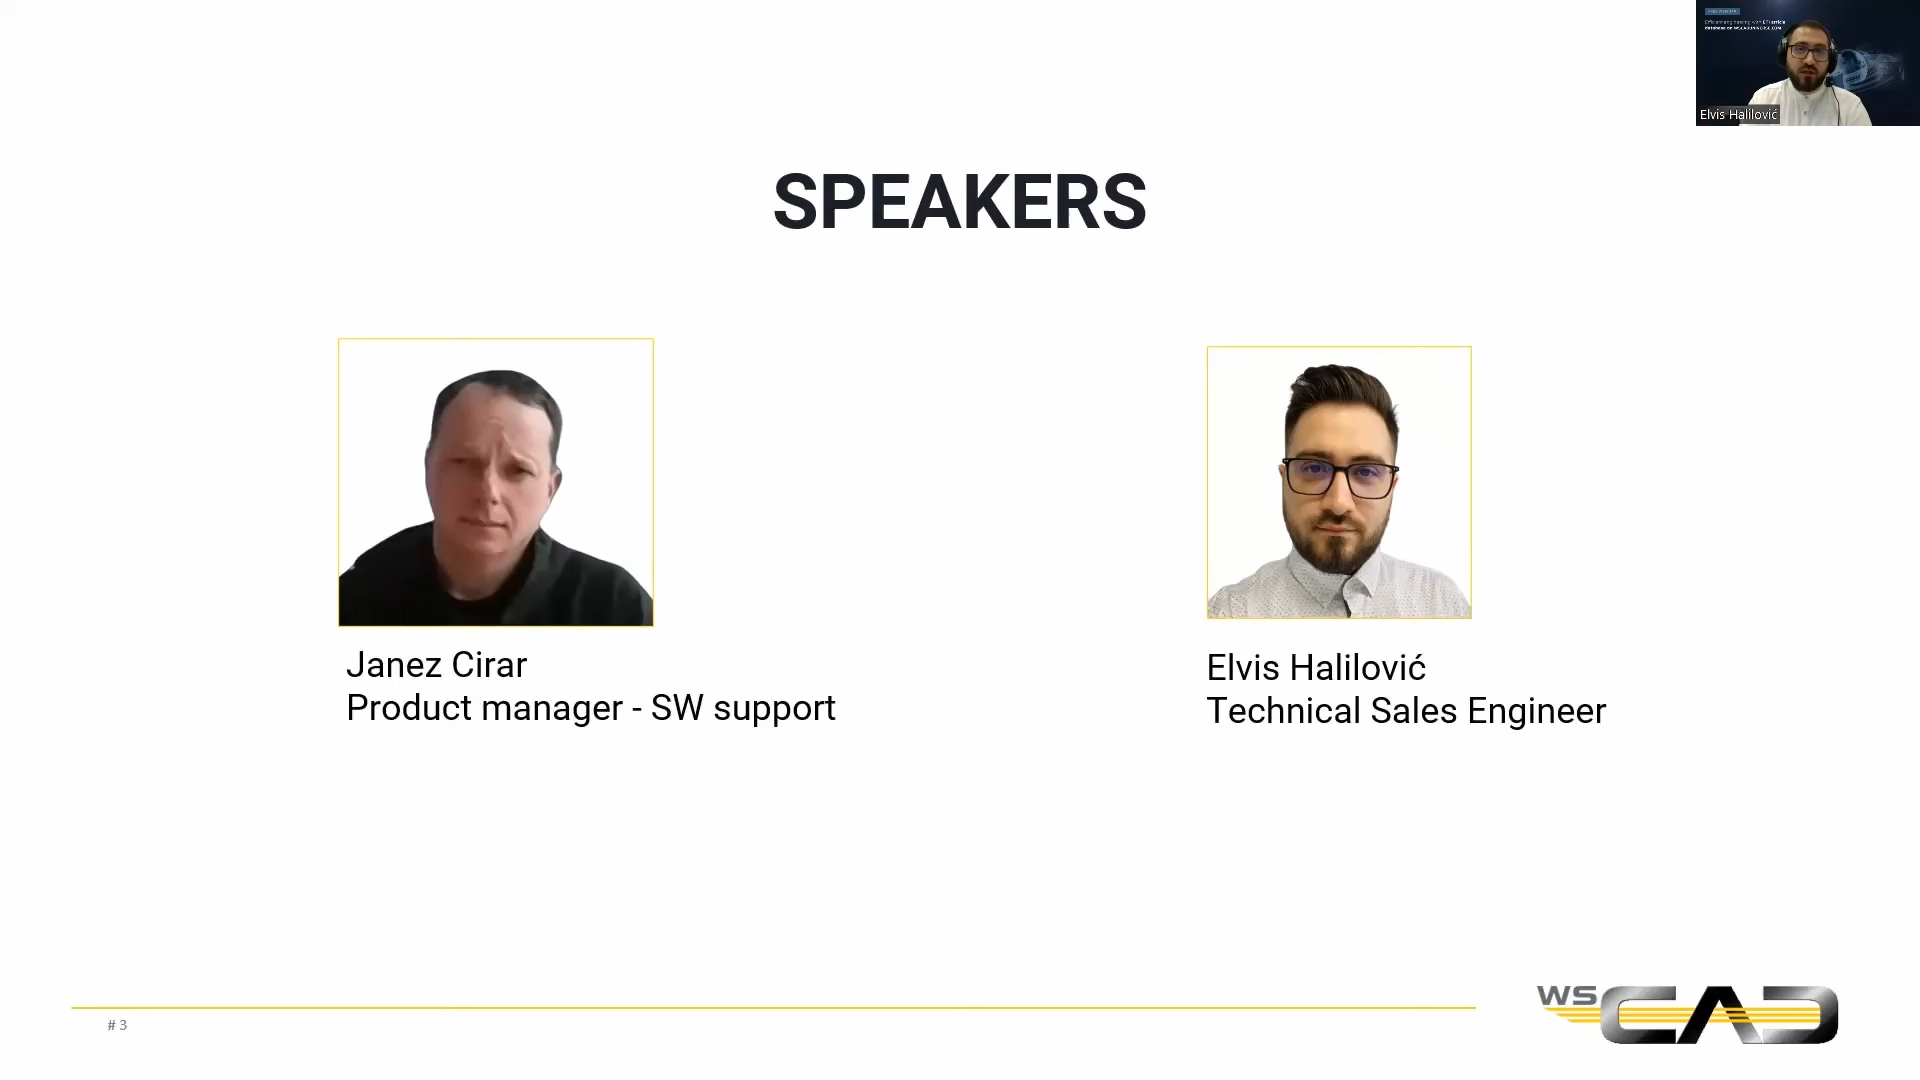 Elvis Halilović
SPEAKERS
Janez Cirar
Product manager - SW support
Elvis Halilović
Technical Sales Engineer
# 3
WS CAD